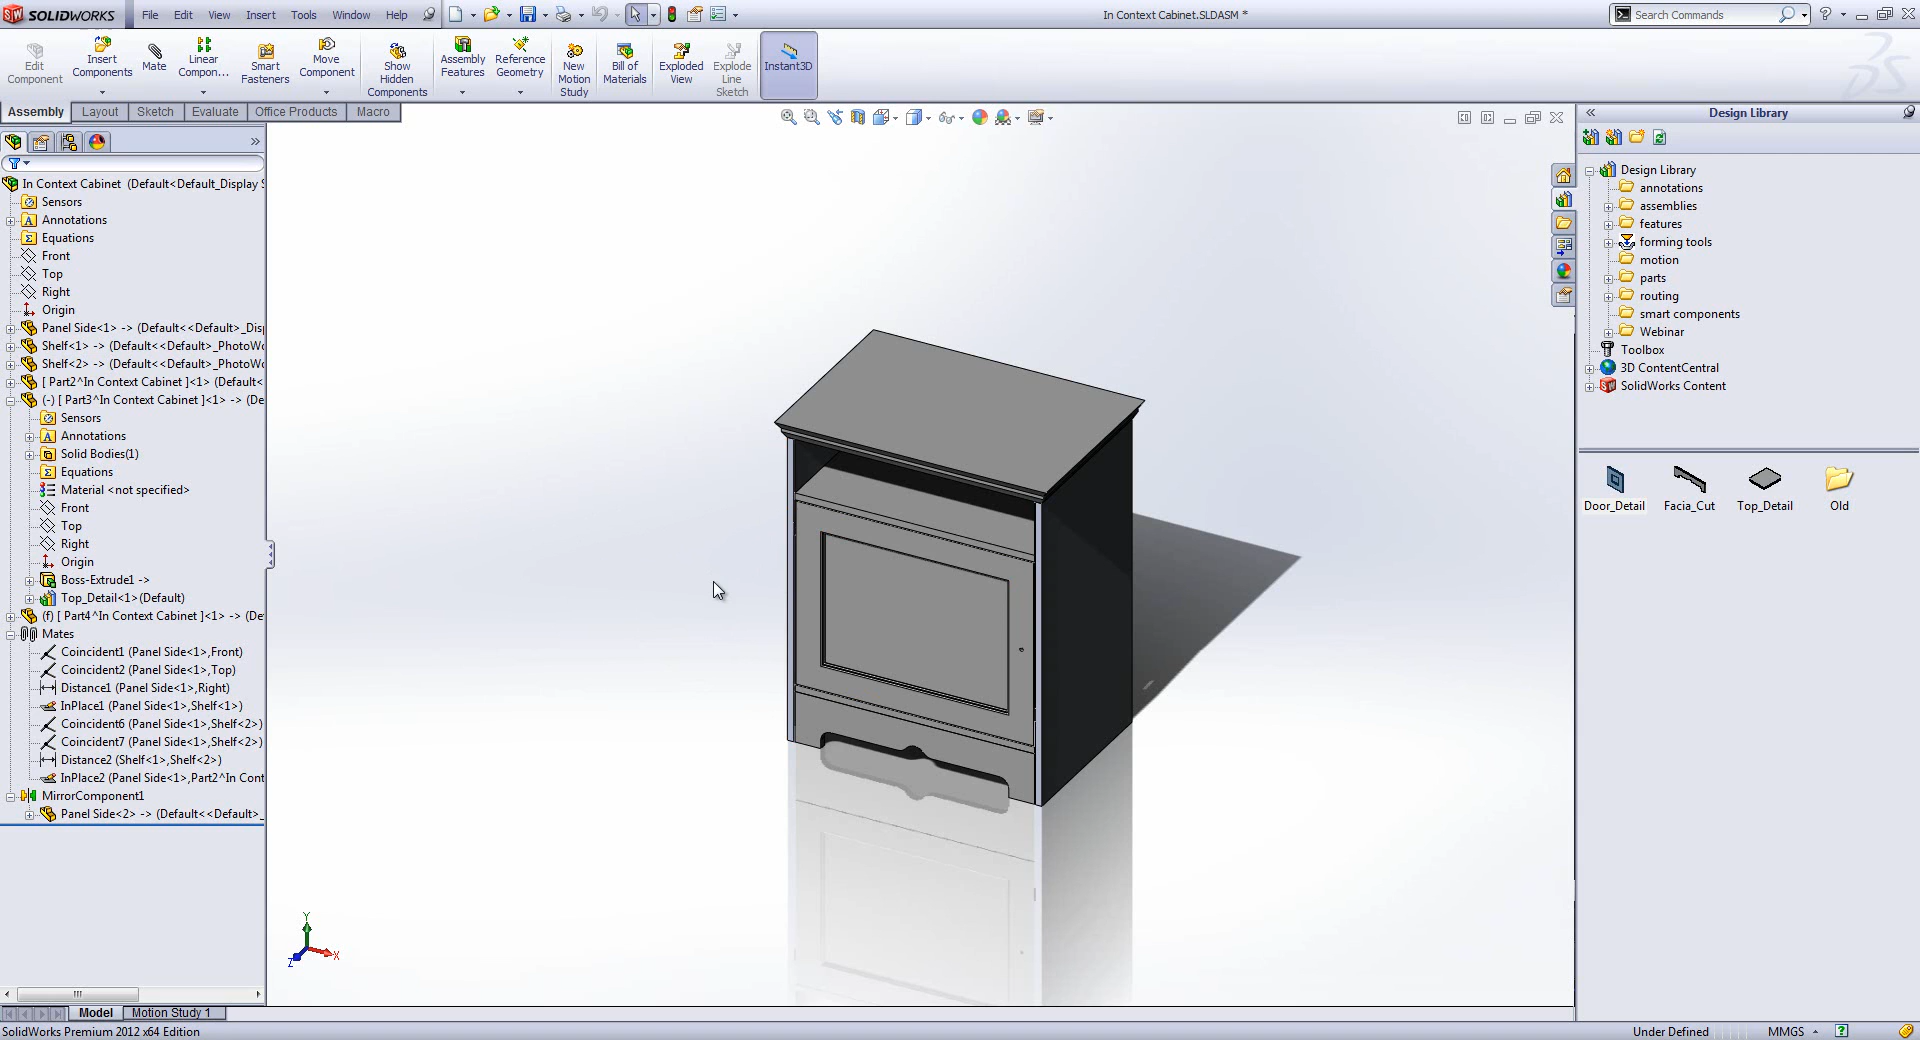 SOLIDWORKS File Edit View Insert Tools Window Help
In Context Cabinet.SLDASM *
Search Commands
Edit Component
Insert Components
Mate
Linear Compon...
Smart Fasteners
Move Component
Show Hidden Components
Assembly Features
Reference Geometry
New Motion Study
Bill of Materials
Exploded View
Explode Line Sketch
Instant3D
Assembly Layout Sketch Evaluate Office Products Macro
In Context Cabinet (Default<Default_Display S
Sensors
Annotations
Equations
Front
Top
Right
Origin
Panel Side<1> -> (Default<<Default>_Disp
Shelf<1> -> (Default<<Default>_PhotoWo
Shelf<2> -> (Default<<Default>_PhotoWo
[ Part2^In Context Cabinet ]<1> (Default<
(-) [ Part3^In Context Cabinet ]<1> -> (De
Sensors
Annotations
Solid Bodies(1)
Equations
Material <not specified>
Front
Top
Right
Origin
Boss-Extrude1 ->
Top_Detail<1>(Default)
(f) [ Part4^In Context Cabinet ]<1> -> (De
Mates
Coincident1 (Panel Side<1>,Front)
Coincident2 (Panel Side<1>,Top)
Distance1 (Panel Side<1>,Right)
InPlace1 (Panel Side<1>,Shelf<1>)
Coincident6 (Panel Side<1>,Shelf<2>)
Coincident7 (Panel Side<1>,Shelf<2>)
Distance2 (Shelf<1>,Shelf<2>)
InPlace2 (Panel Side<1>,Part2^In Cont
MirrorComponent1
Panel Side<2> -> (Default<<Default>_
Y
X
Z
Model Motion Study 1
SolidWorks Premium 2012 x64 Edition
Design Library
Design Library
annotations
assemblies
features
forming tools
motion
parts
routing
smart components
Webinar
Toolbox
3D ContentCentral
SolidWorks Content
Door_Detail Facia_Cut Top_Detail Old
Under Defined MMGS